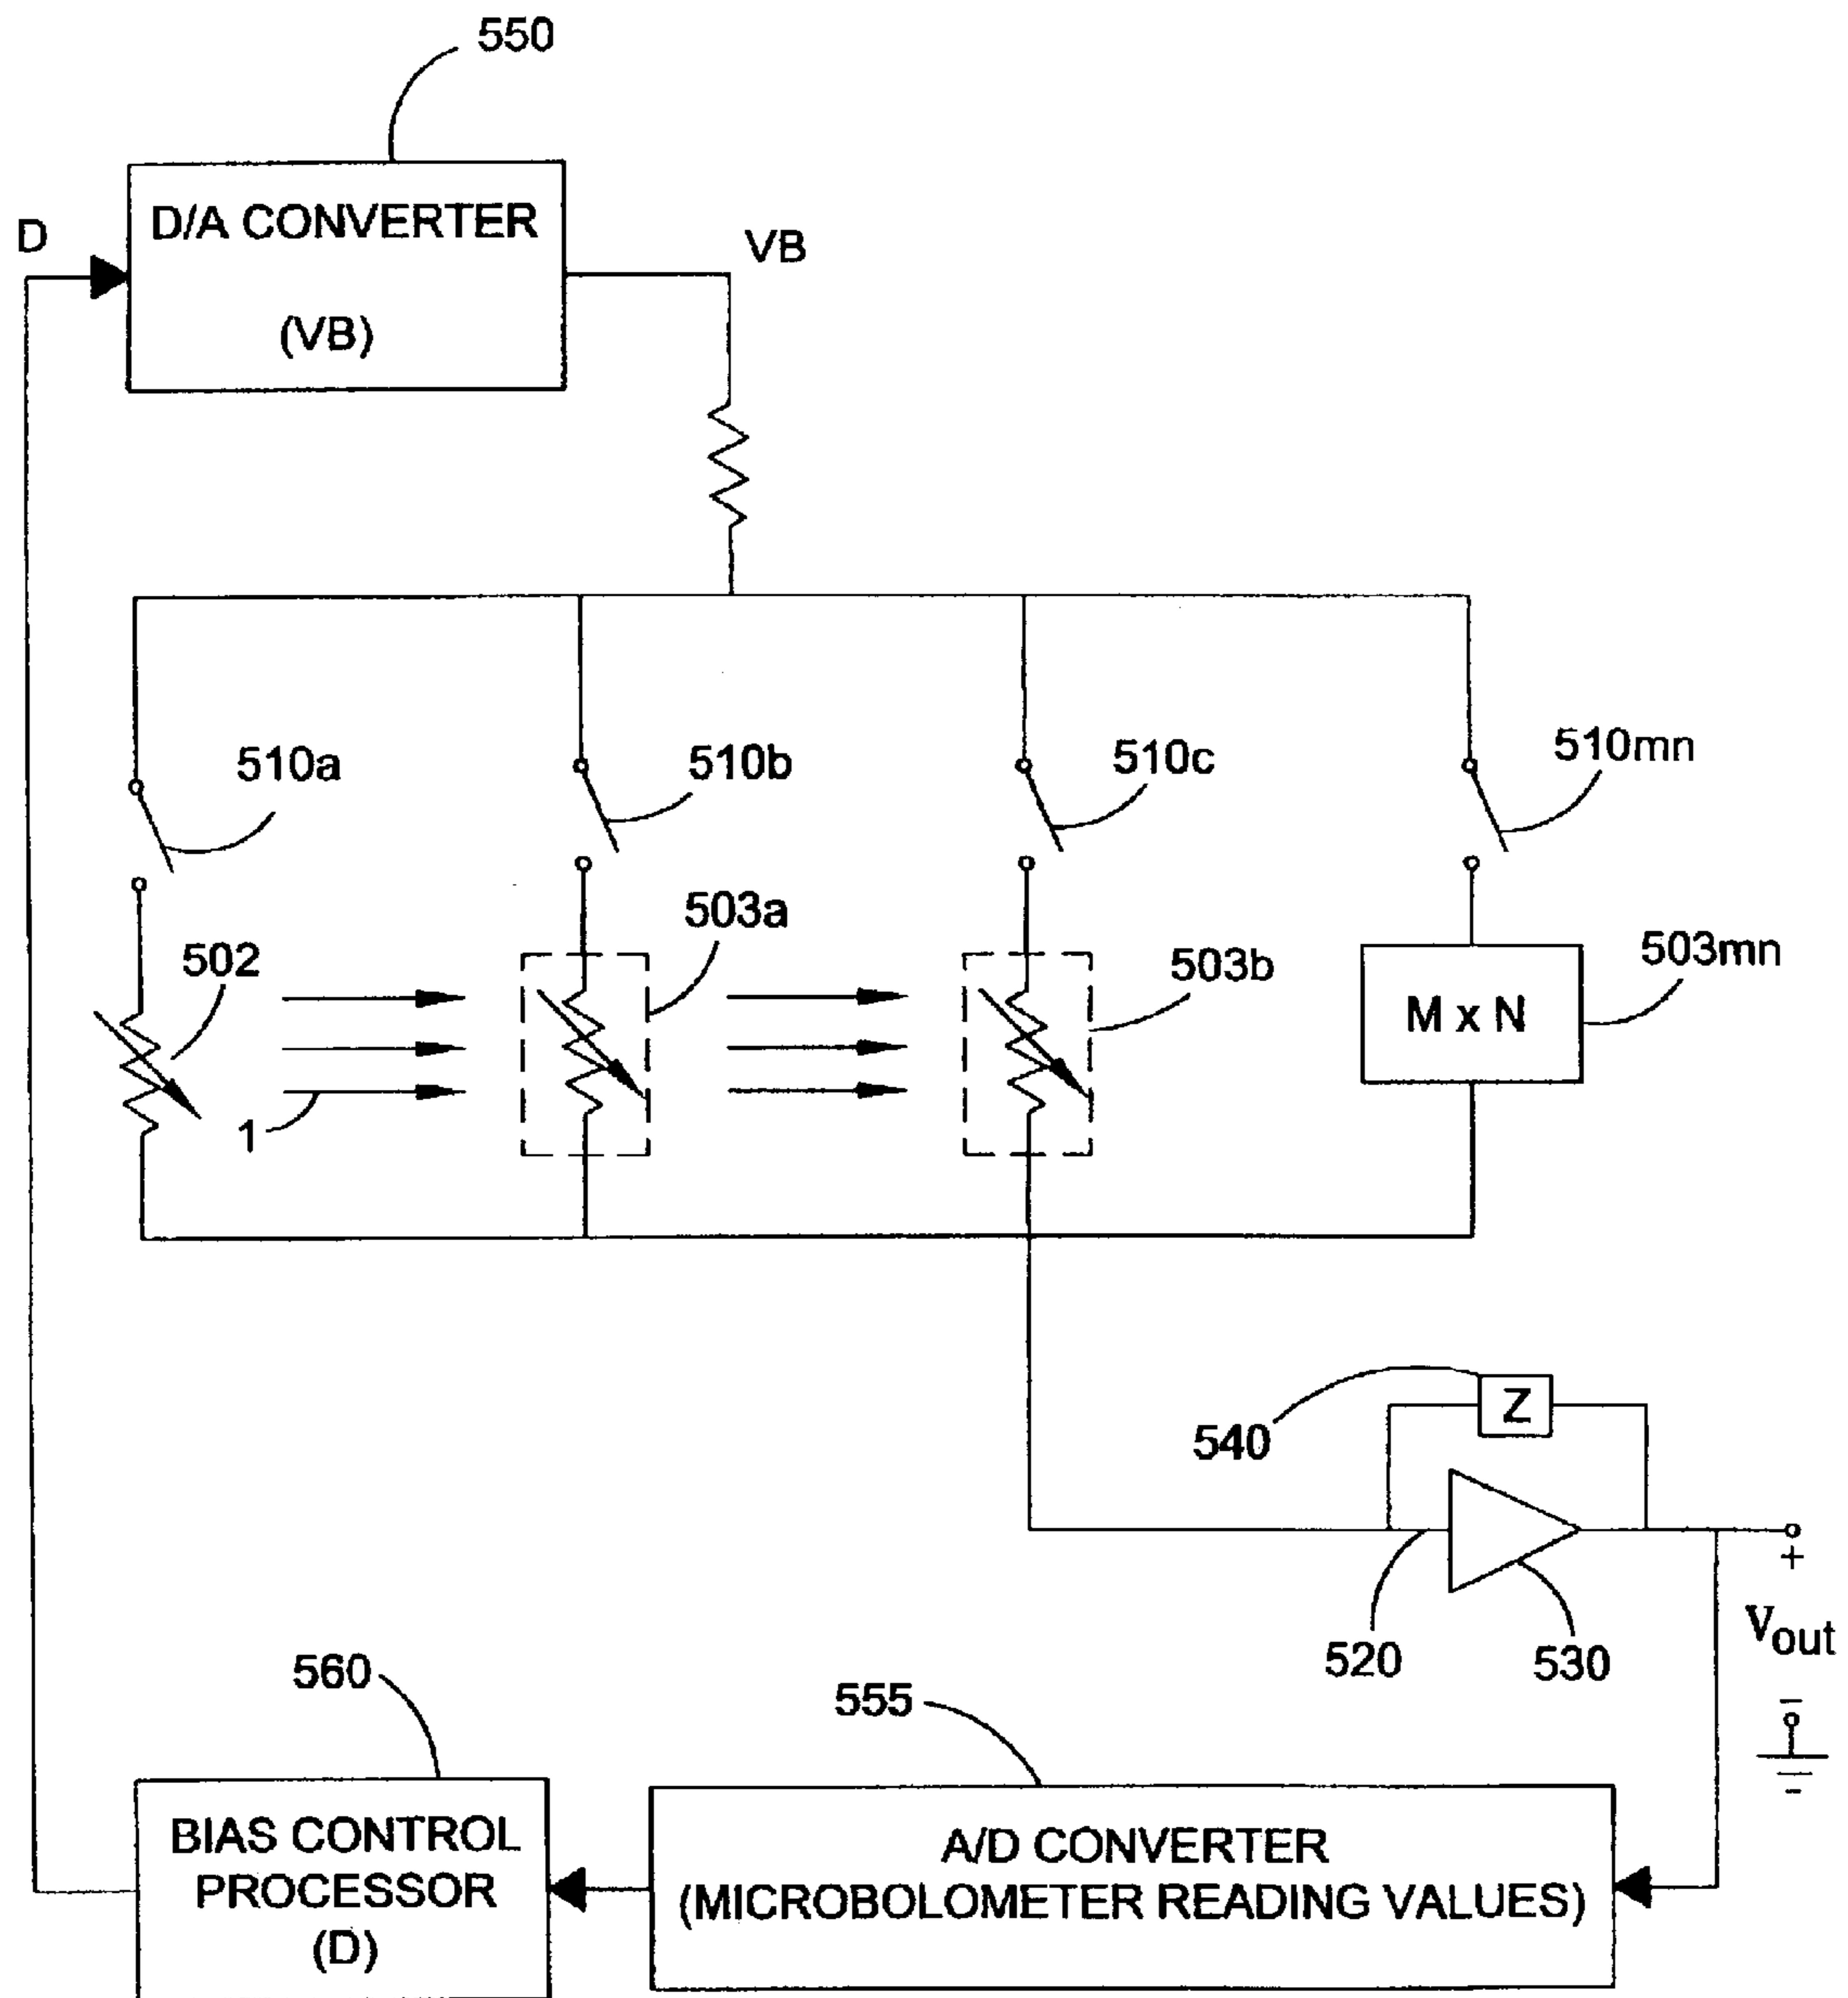 550
D
D/A CONVERTER
(VB)
VB
510a
510b
510c
510mn
502
503a
503b
503mn
M x N
1
540
Z
520
530
+
Vout
–
-
560
555
BIAS CONTROL
PROCESSOR
(D)
A/D CONVERTER
(MICROBOLOMETER READING VALUES)